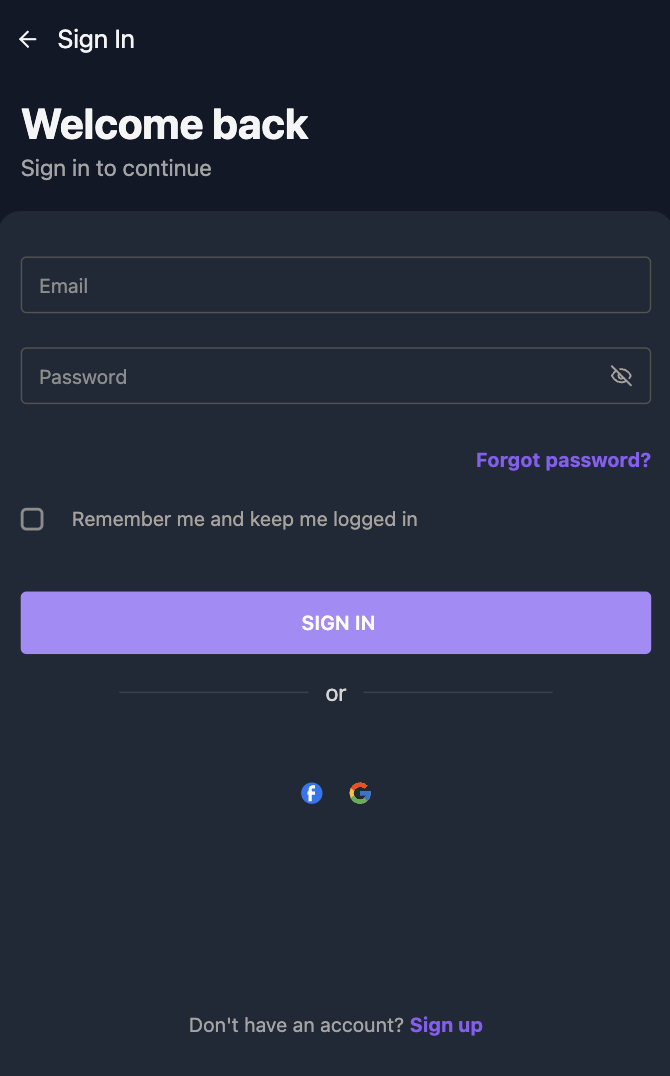 Sign In
Welcome back
Sign in to continue
Email
Password
Forgot password?
Remember me and keep me logged in
SIGN IN
or
Don't have an account? Sign up